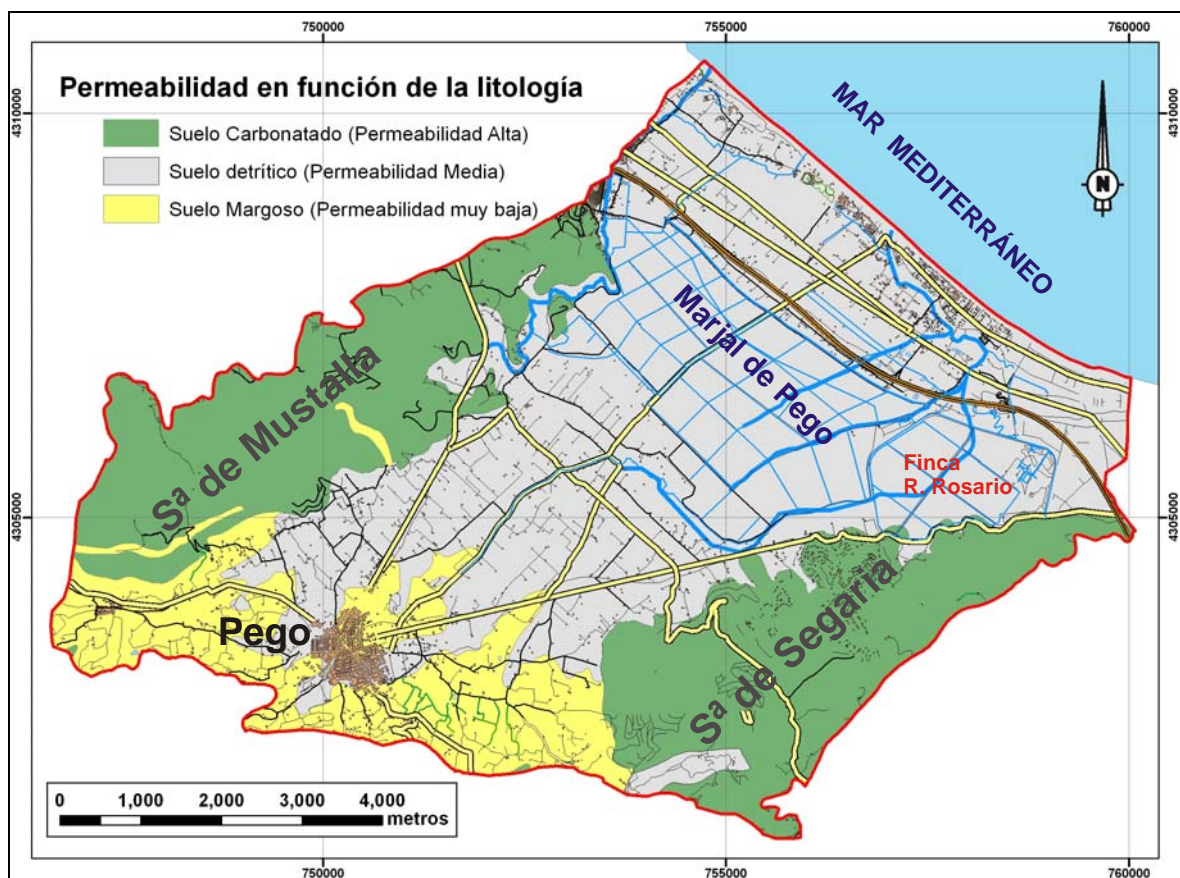 750000
755000
760000
Permeabilidad en función de la litología
Suelo Carbonatado (Permeabilidad Alta)
Suelo detrítico (Permeabilidad Media)
Suelo Margoso (Permeabilidad muy baja)
4310000
4310000
MAR MEDITERRÁNEO
N
Marjal de Pego
Sª de Mustalla
Finca
R. Rosario
4305000
4305000
Pego
Sª de Segaria
0 1,000 2,000 3,000 4,000
metros
750000
755000
760000